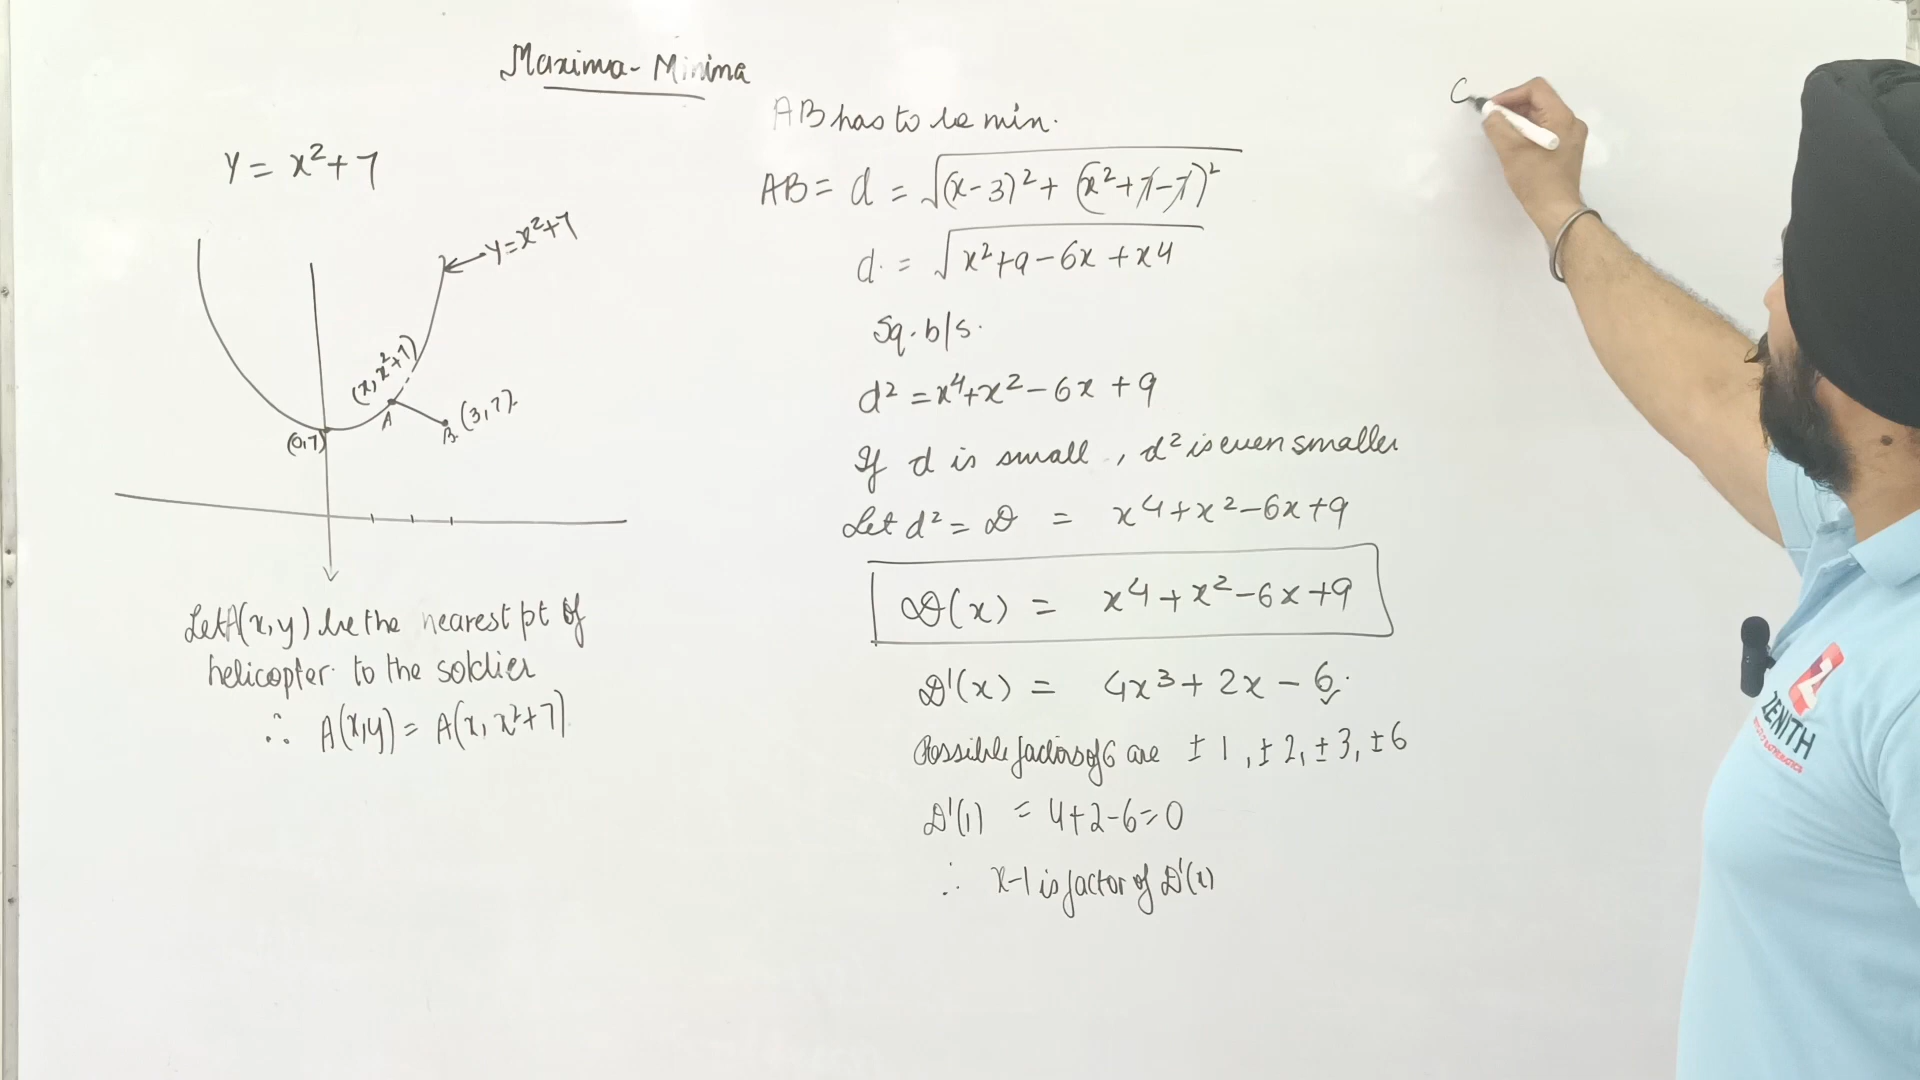 Maxima-Minima
Y = x²+7
y=x²+7
(x, x²+7)
A
B (3,7).
(0,7)
Let A(x,y) be the nearest pt of
helicopter to the soldier
∴ A(x,y) = A(x, x²+7)
AB has to be min.
AB = d = √(x-3)²+(x²+7-7)²
d = √x²+9-6x+x4
Sq. b/s.
d² = x⁴+x²-6x+9
If d is small, d² is even smaller
Let d² = D = x4+x²-6x+9
D(x) = x4+x²-6x+9
D'(x) = 4x3+2x-6.
Possible factors of 6 are ±1, ±2, ±3, ±6
D'(1) = 4+2-6=0
∴ x-1 is factor of D'(x)
C
ZENITH